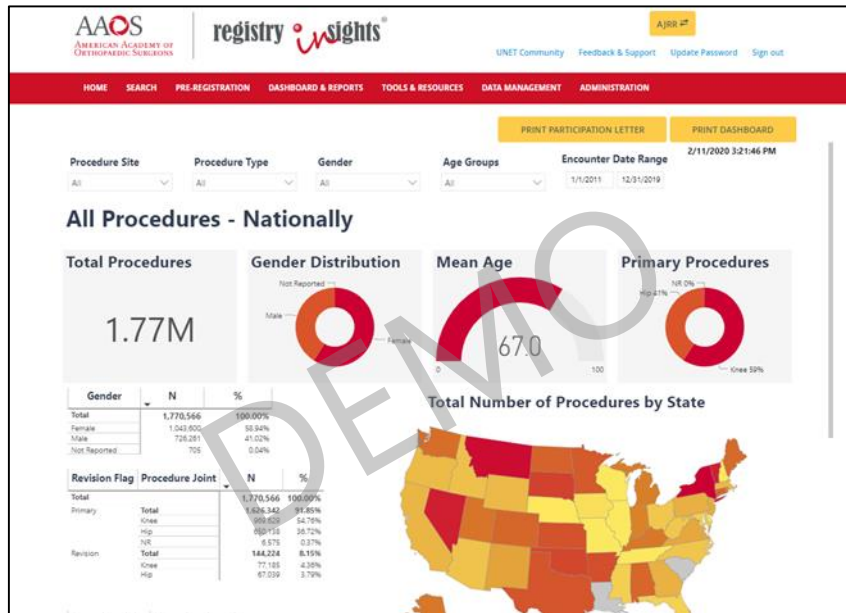 AAOS
AMERICAN ACADEMY OF
ORTHOPAEDIC SURGEONS
registry insights®
AJRR
UNET Community Feedback & Support Update Password Sign out
HOME SEARCH PRE-REGISTRATION DASHBOARD & REPORTS TOOLS & RESOURCES DATA MANAGEMENT ADMINISTRATION
PRINT PARTICIPATION LETTER PRINT DASHBOARD
2/11/2020 3:21:46 PM
Procedure Site Procedure Type Gender Age Groups Encounter Date Range
All All All All 1/1/2011 12/31/2019
All Procedures - Nationally
Total Procedures
1.77M
Gender Distribution
Not Reported
Male
Female
Mean Age
67.0
0 100
Primary Procedures
NR 0%
Hip 41%
Knee 59%
DEMO
Gender N %
Total 1,770,566 100.00%
Female 1,043,600 58.94%
Male 726,261 41.02%
Not Reported 705 0.04%
Total Number of Procedures by State
Revision Flag Procedure Joint N %
Total 1,770,566 100.00%
Primary Total 1,626,342 91.85%
Knee 969,629 54.76%
Hip 650,138 36.72%
NR 6,575 0.37%
Revision Total 144,224 8.15%
Knee 77,185 4.36%
Hip 67,039 3.79%